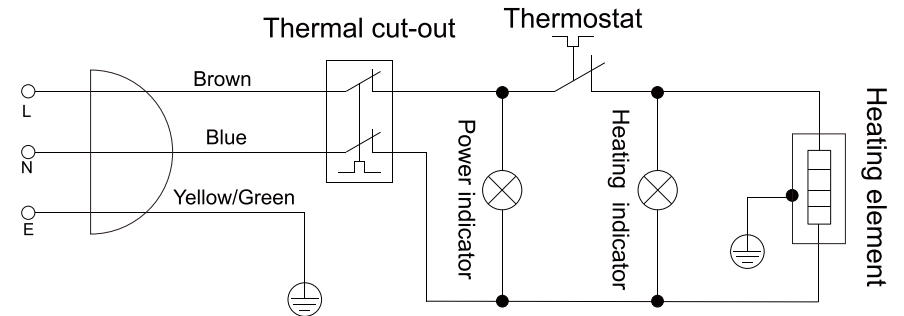 Thermal cut-out
Thermostat
Brown
L
Blue
N
Yellow/Green
E
Power indicator
Heating indicator
Heating element